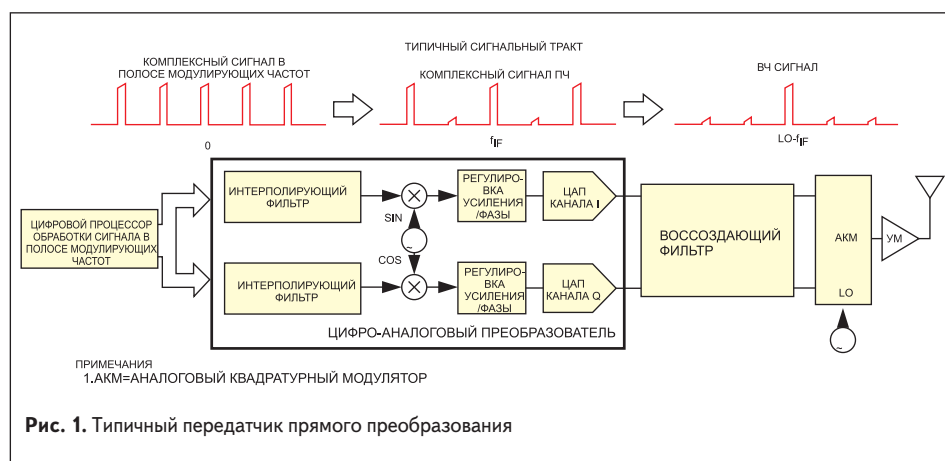 ТИПИЧНЫЙ СИГНАЛЬНЫЙ ТРАКТ
КОМПЛЕКСНЫЙ СИГНАЛ В
ПОЛОСЕ МОДУЛИРУЮЩИХ ЧАСТОТ
КОМПЛЕКСНЫЙ СИГНАЛ ПЧ
ВЧ СИГНАЛ
0
fIF
LO-fIF
ЦИФРОВОЙ ПРОЦЕССОР
ОБРАБОТКИ СИГНАЛА В
ПОЛОСЕ МОДУЛИРУЮЩИХ
ЧАСТОТ
ИНТЕРПОЛИРУЮЩИЙ
ФИЛЬТР
SIN
~
COS
РЕГУЛИРО-
ВКА
УСИЛЕНИЯ
/ФАЗЫ
ЦАП
КАНАЛА I
ИНТЕРПОЛИРУЮЩИЙ
ФИЛЬТР
РЕГУЛИРО-
ВКА
УСИЛЕНИЯ
/ФАЗЫ
ЦАП
КАНАЛА Q
ЦИФРО-АНАЛОГОВЫЙ ПРЕОБРАЗОВАТЕЛЬ
ВОССОЗДАЮЩИЙ
ФИЛЬТР
АКМ
LO
УМ
~
ПРИМЕЧАНИЯ
1.АКМ=АНАЛОГОВЫЙ КВАДРАТУРНЫЙ МОДУЛЯТОР
Рис. 1. Типичный передатчик прямого преобразования